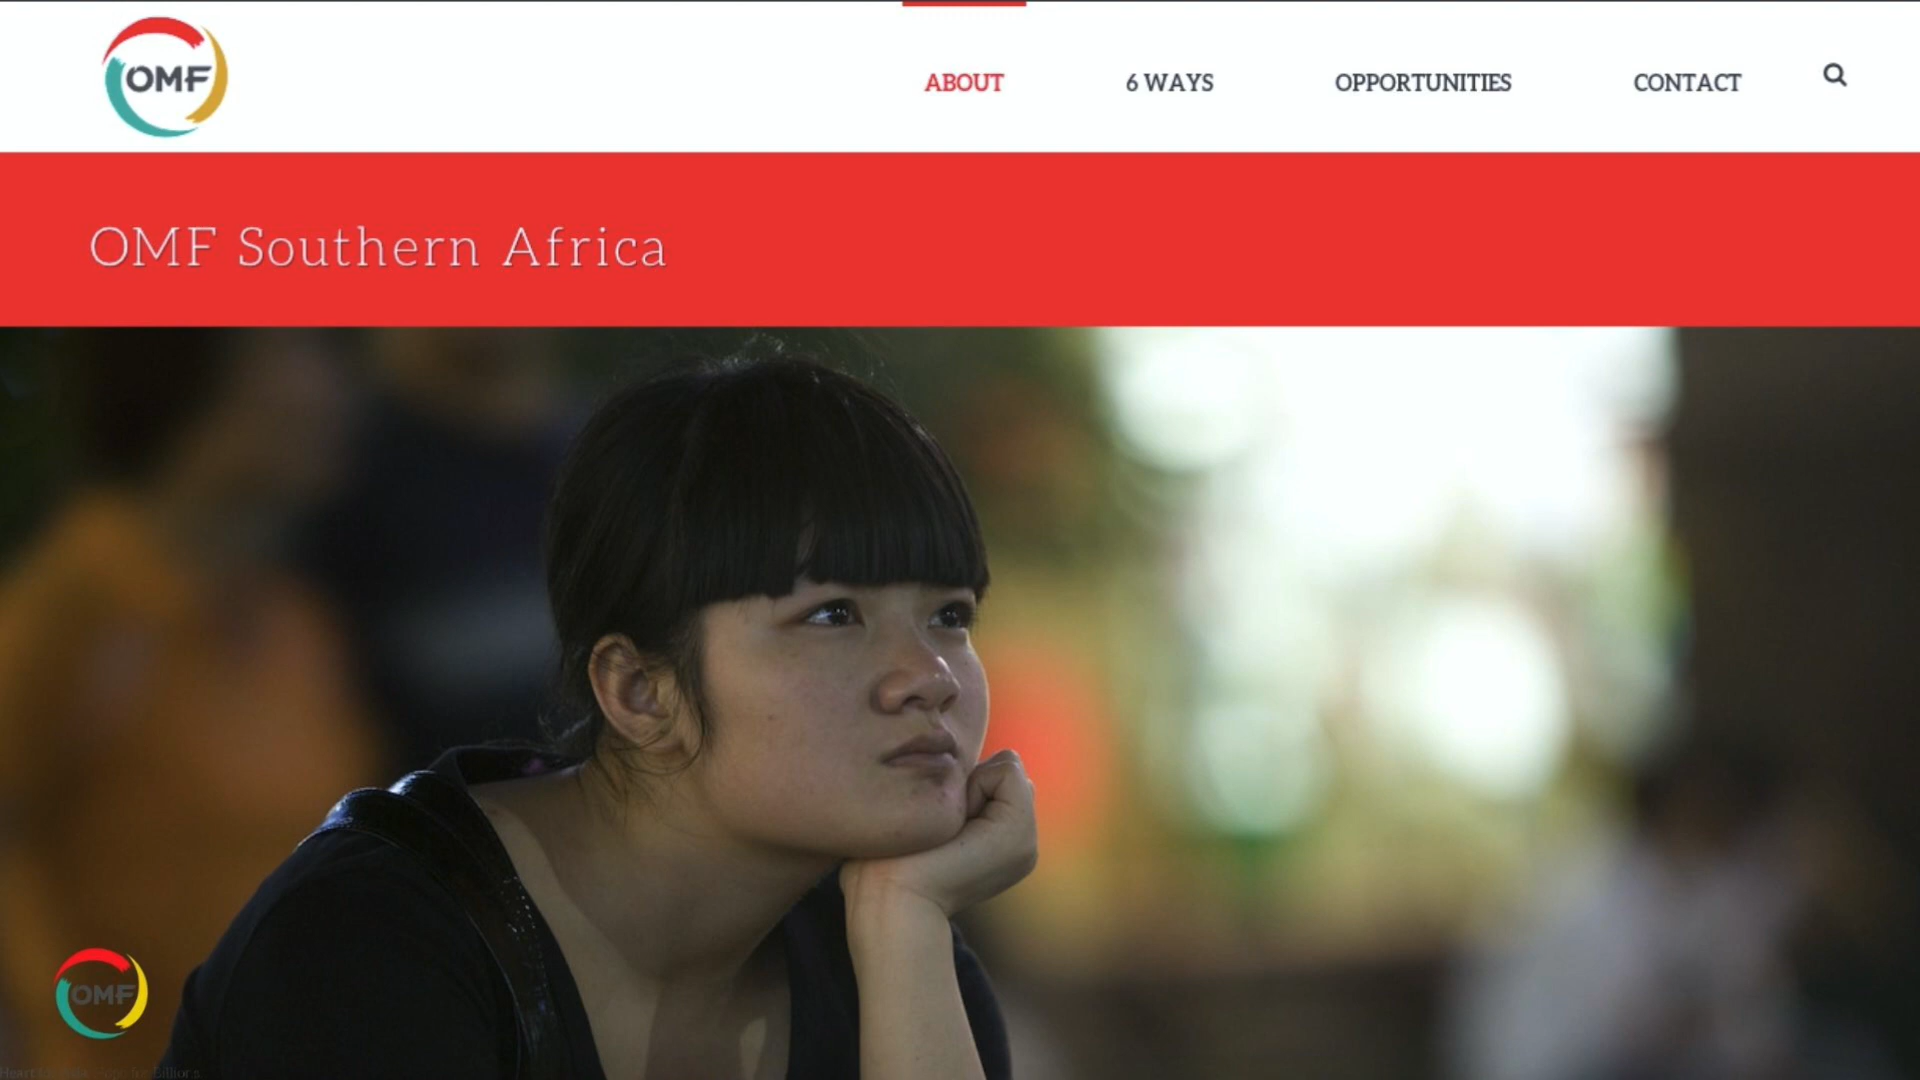 OMF
ABOUT
6 WAYS
OPPORTUNITIES
CONTACT
OMF Southern Africa
OMF